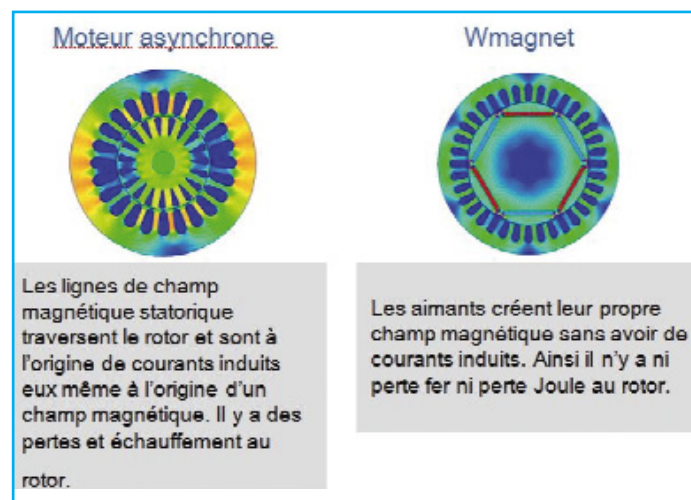 Moteur asynchrone
Wmagnet
Les lignes de champ
magnétique statorique
traversent le rotor et sont à
l'origine de courants induits
eux même à l'origine d'un
champ magnétique. Il y a des
pertes et échauffement au
rotor.
Les aimants créent leur propre
champ magnétique sans avoir de
courants induits. Ainsi il n'y a ni
perte fer ni perte Joule au rotor.